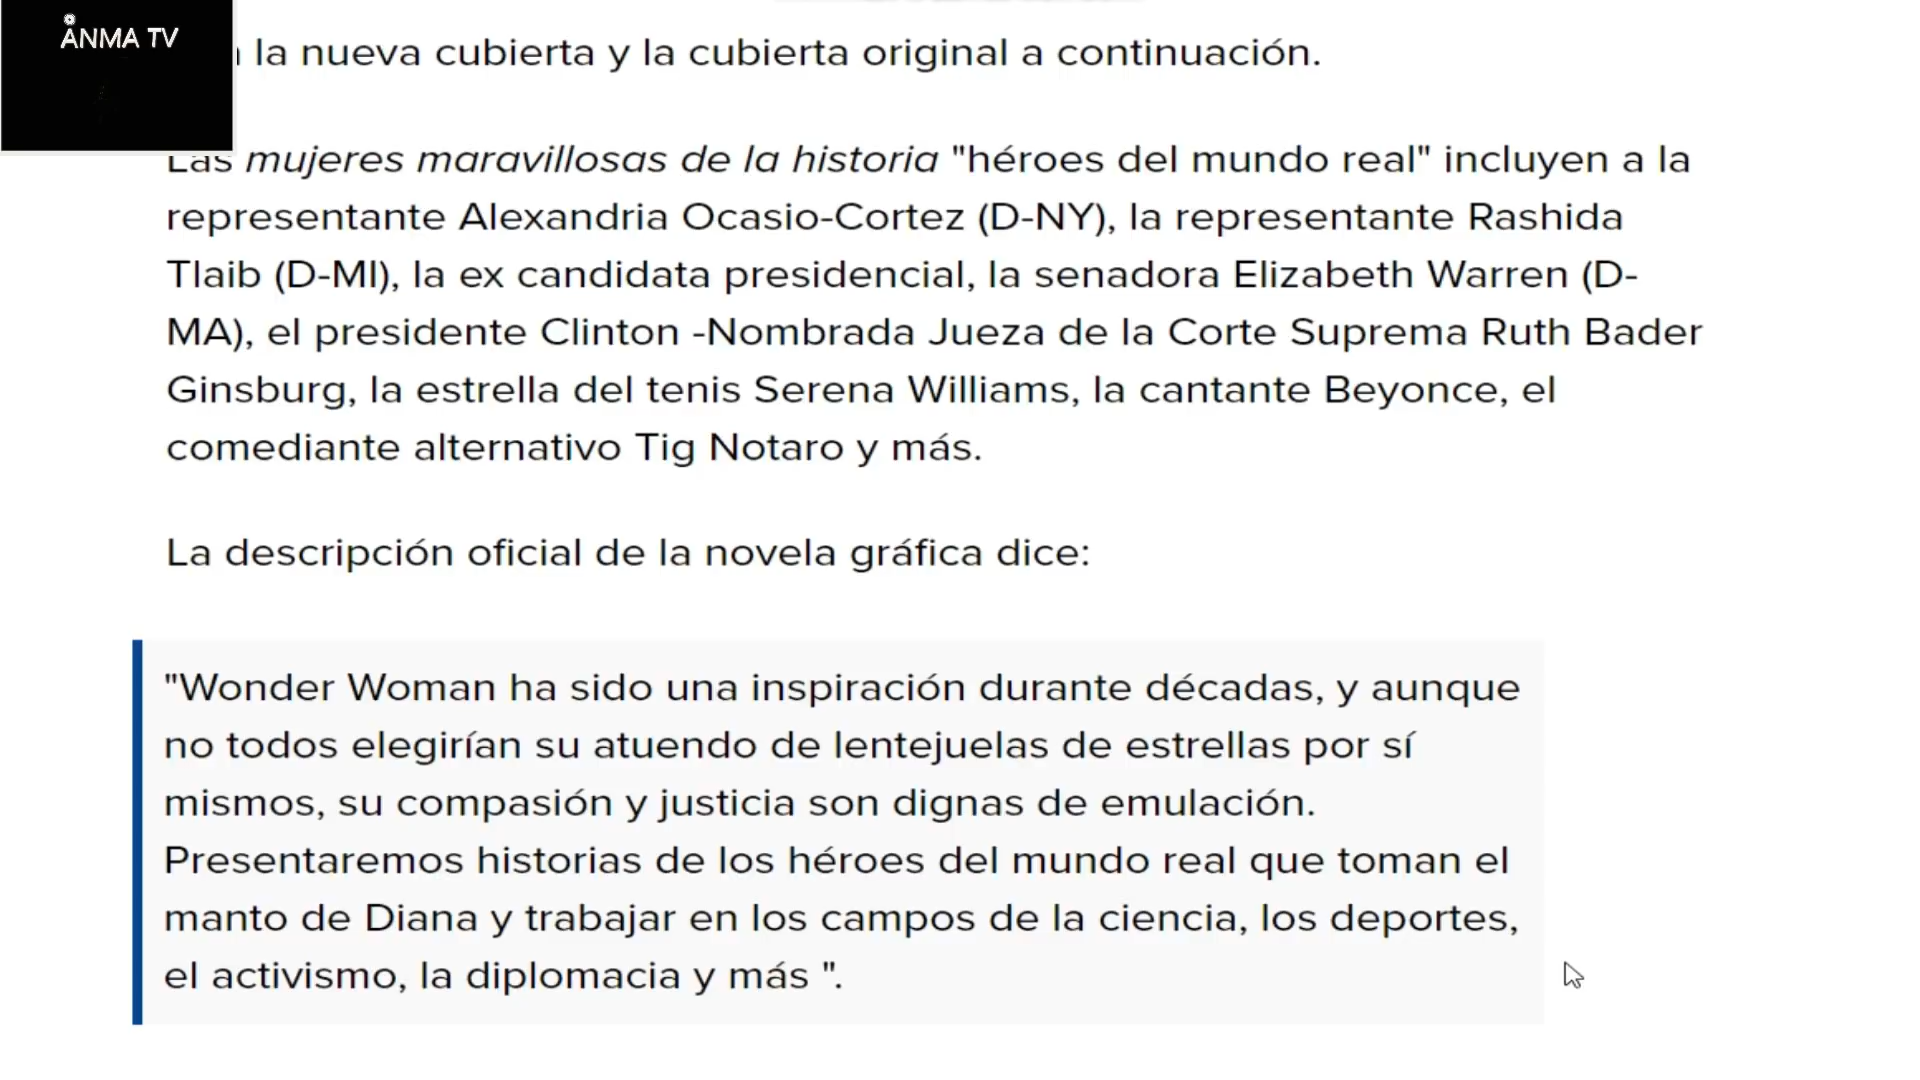 ANMA TV
la nueva cubierta y la cubierta original a continuación.
Las mujeres maravillosas de la historia "héroes del mundo real" incluyen a la
representante Alexandria Ocasio-Cortez (D-NY), la representante Rashida
Tlaib (D-MI), la ex candidata presidencial, la senadora Elizabeth Warren (D-
MA), el presidente Clinton -Nombrada Jueza de la Corte Suprema Ruth Bader
Ginsburg, la estrella del tenis Serena Williams, la cantante Beyonce, el
comediante alternativo Tig Notaro y más.
La descripción oficial de la novela gráfica dice:
"Wonder Woman ha sido una inspiración durante décadas, y aunque
no todos elegirían su atuendo de lentejuelas de estrellas por sí
mismos, su compasión y justicia son dignas de emulación.
Presentaremos historias de los héroes del mundo real que toman el
manto de Diana y trabajar en los campos de la ciencia, los deportes,
el activismo, la diplomacia y más ".